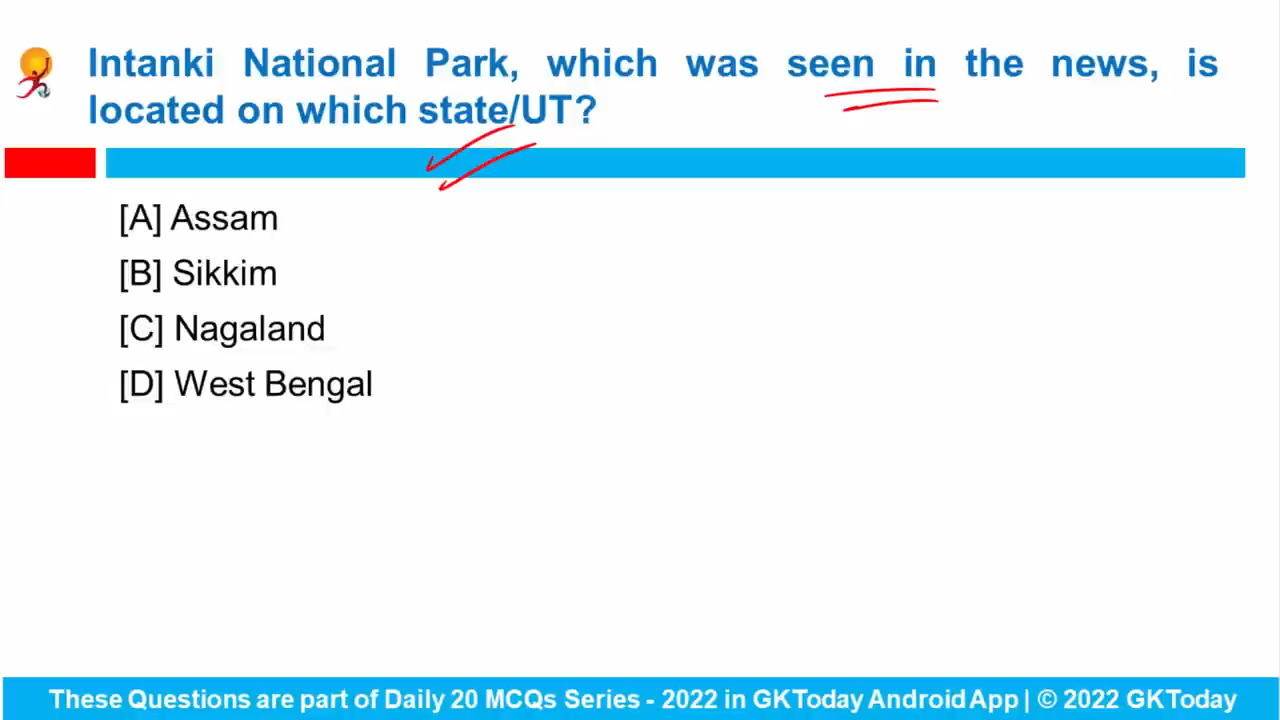 Intanki National Park, which was seen in the news, is
located on which state/UT?
[A] Assam
[B] Sikkim
[C] Nagaland
[D] West Bengal
These Questions are part of Daily 20 MCQs Series - 2022 in GKToday Android App | © 2022 GKToday